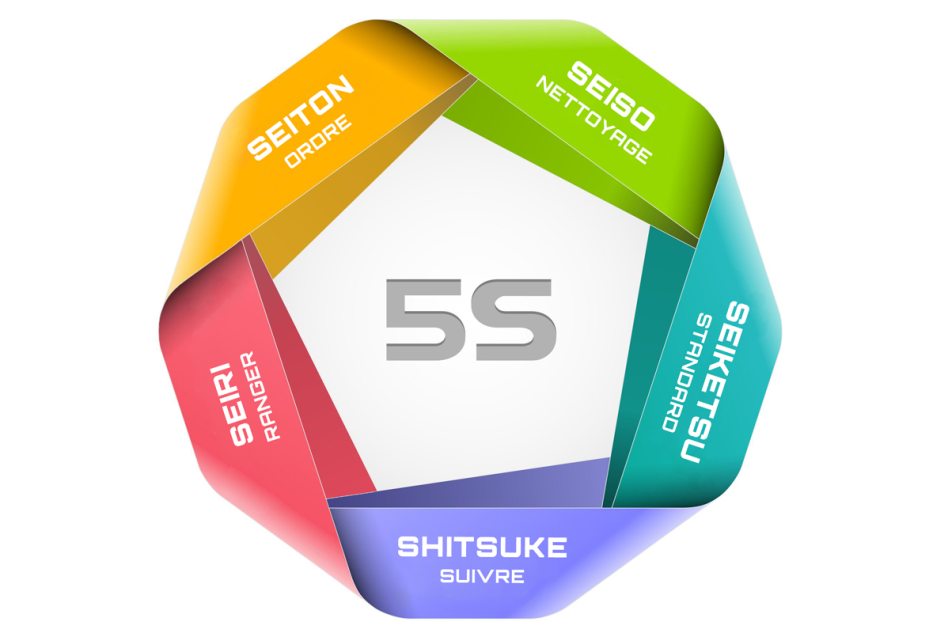 SEITON
ORDRE
SEISO
NETTOYAGE
SEIKETSU
STANDARD
SHITSUKE
SUIVRE
SEIRI
RANGER
5S